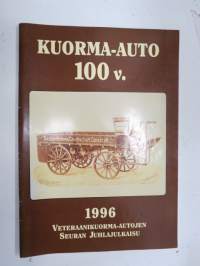 KUORMA-AUTO
100 v.
1996
VETERAANIKUORMA-AUTOJEN
SEURAN JUHLAJULKAISU